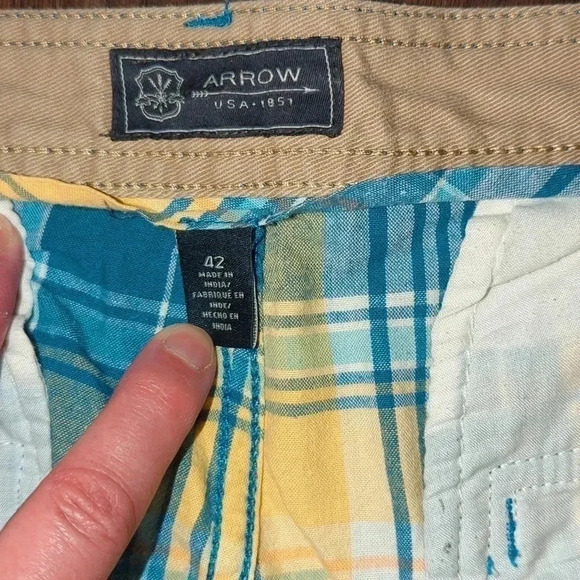 ARROW
USA-1851
42
MADE IN
INDIA/
FABRIQUÉ EN
INDE/
HECHO EN
INDIA